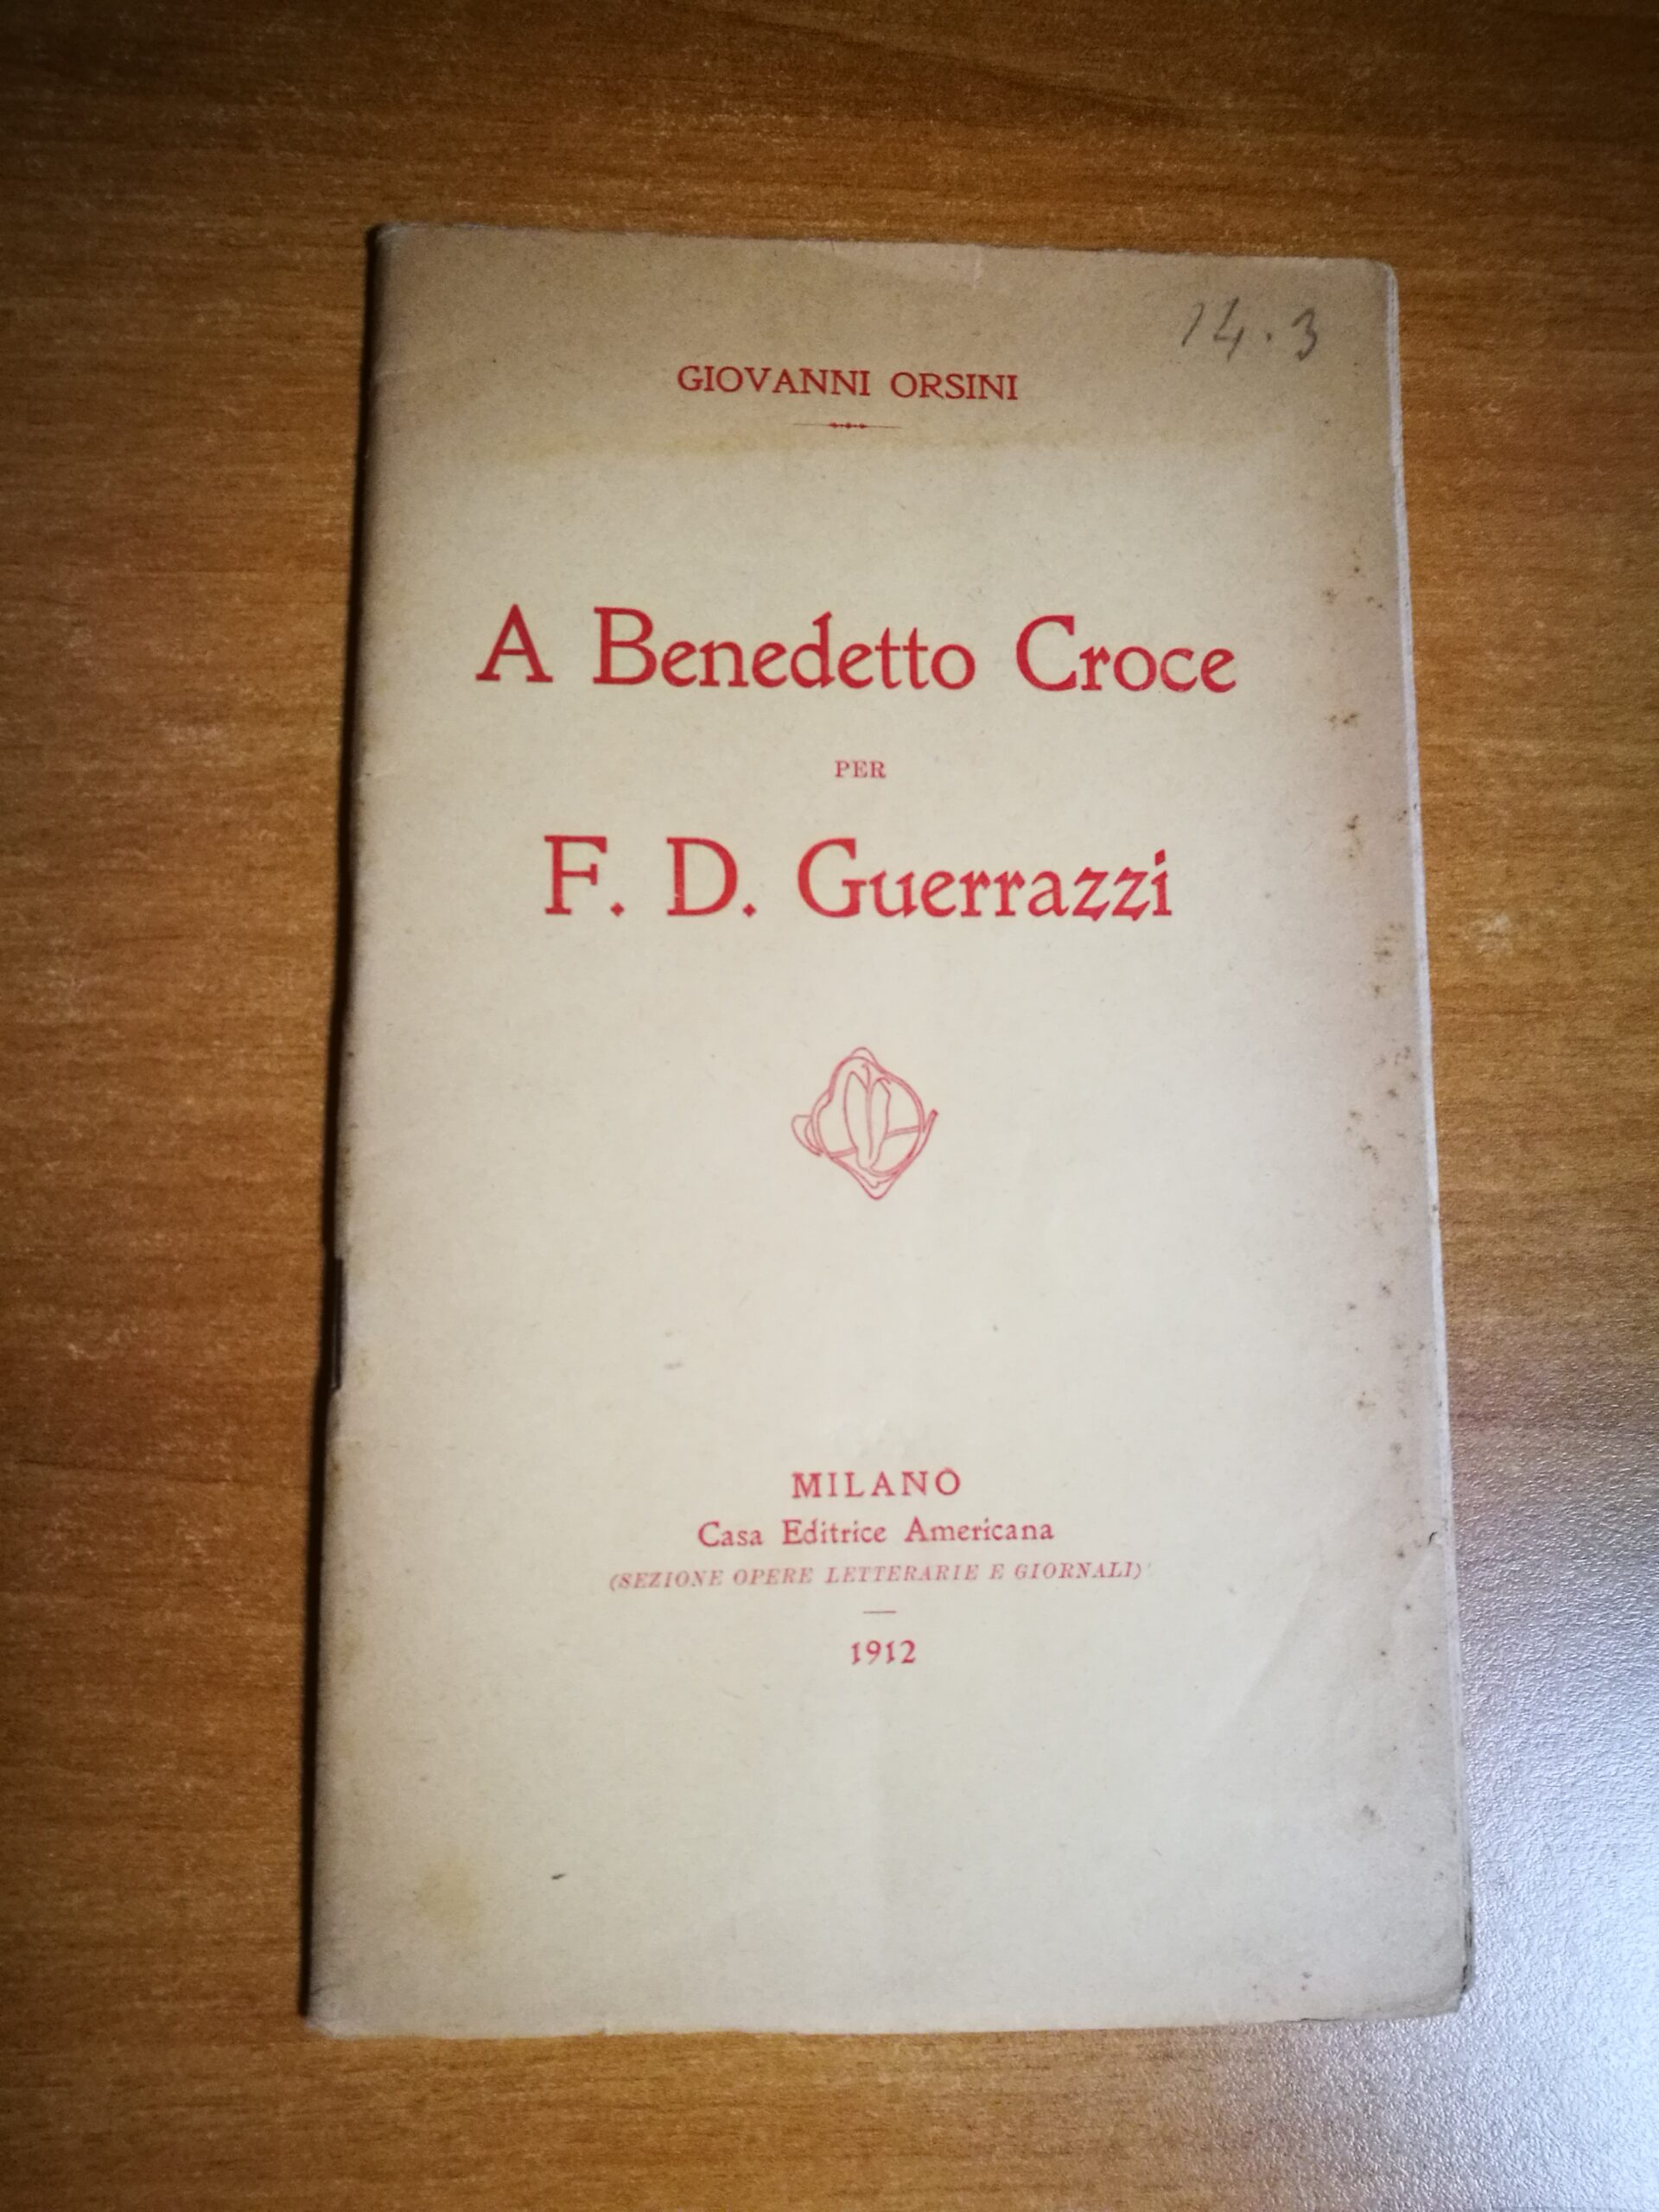 14.3
GIOVANNI ORSINI
A Benedetto Croce
PER
F. D. Guerrazzi
MILANO
Casa Editrice Americana
(SEZIONE OPERE LETTERARIE E GIORNALI)
1912